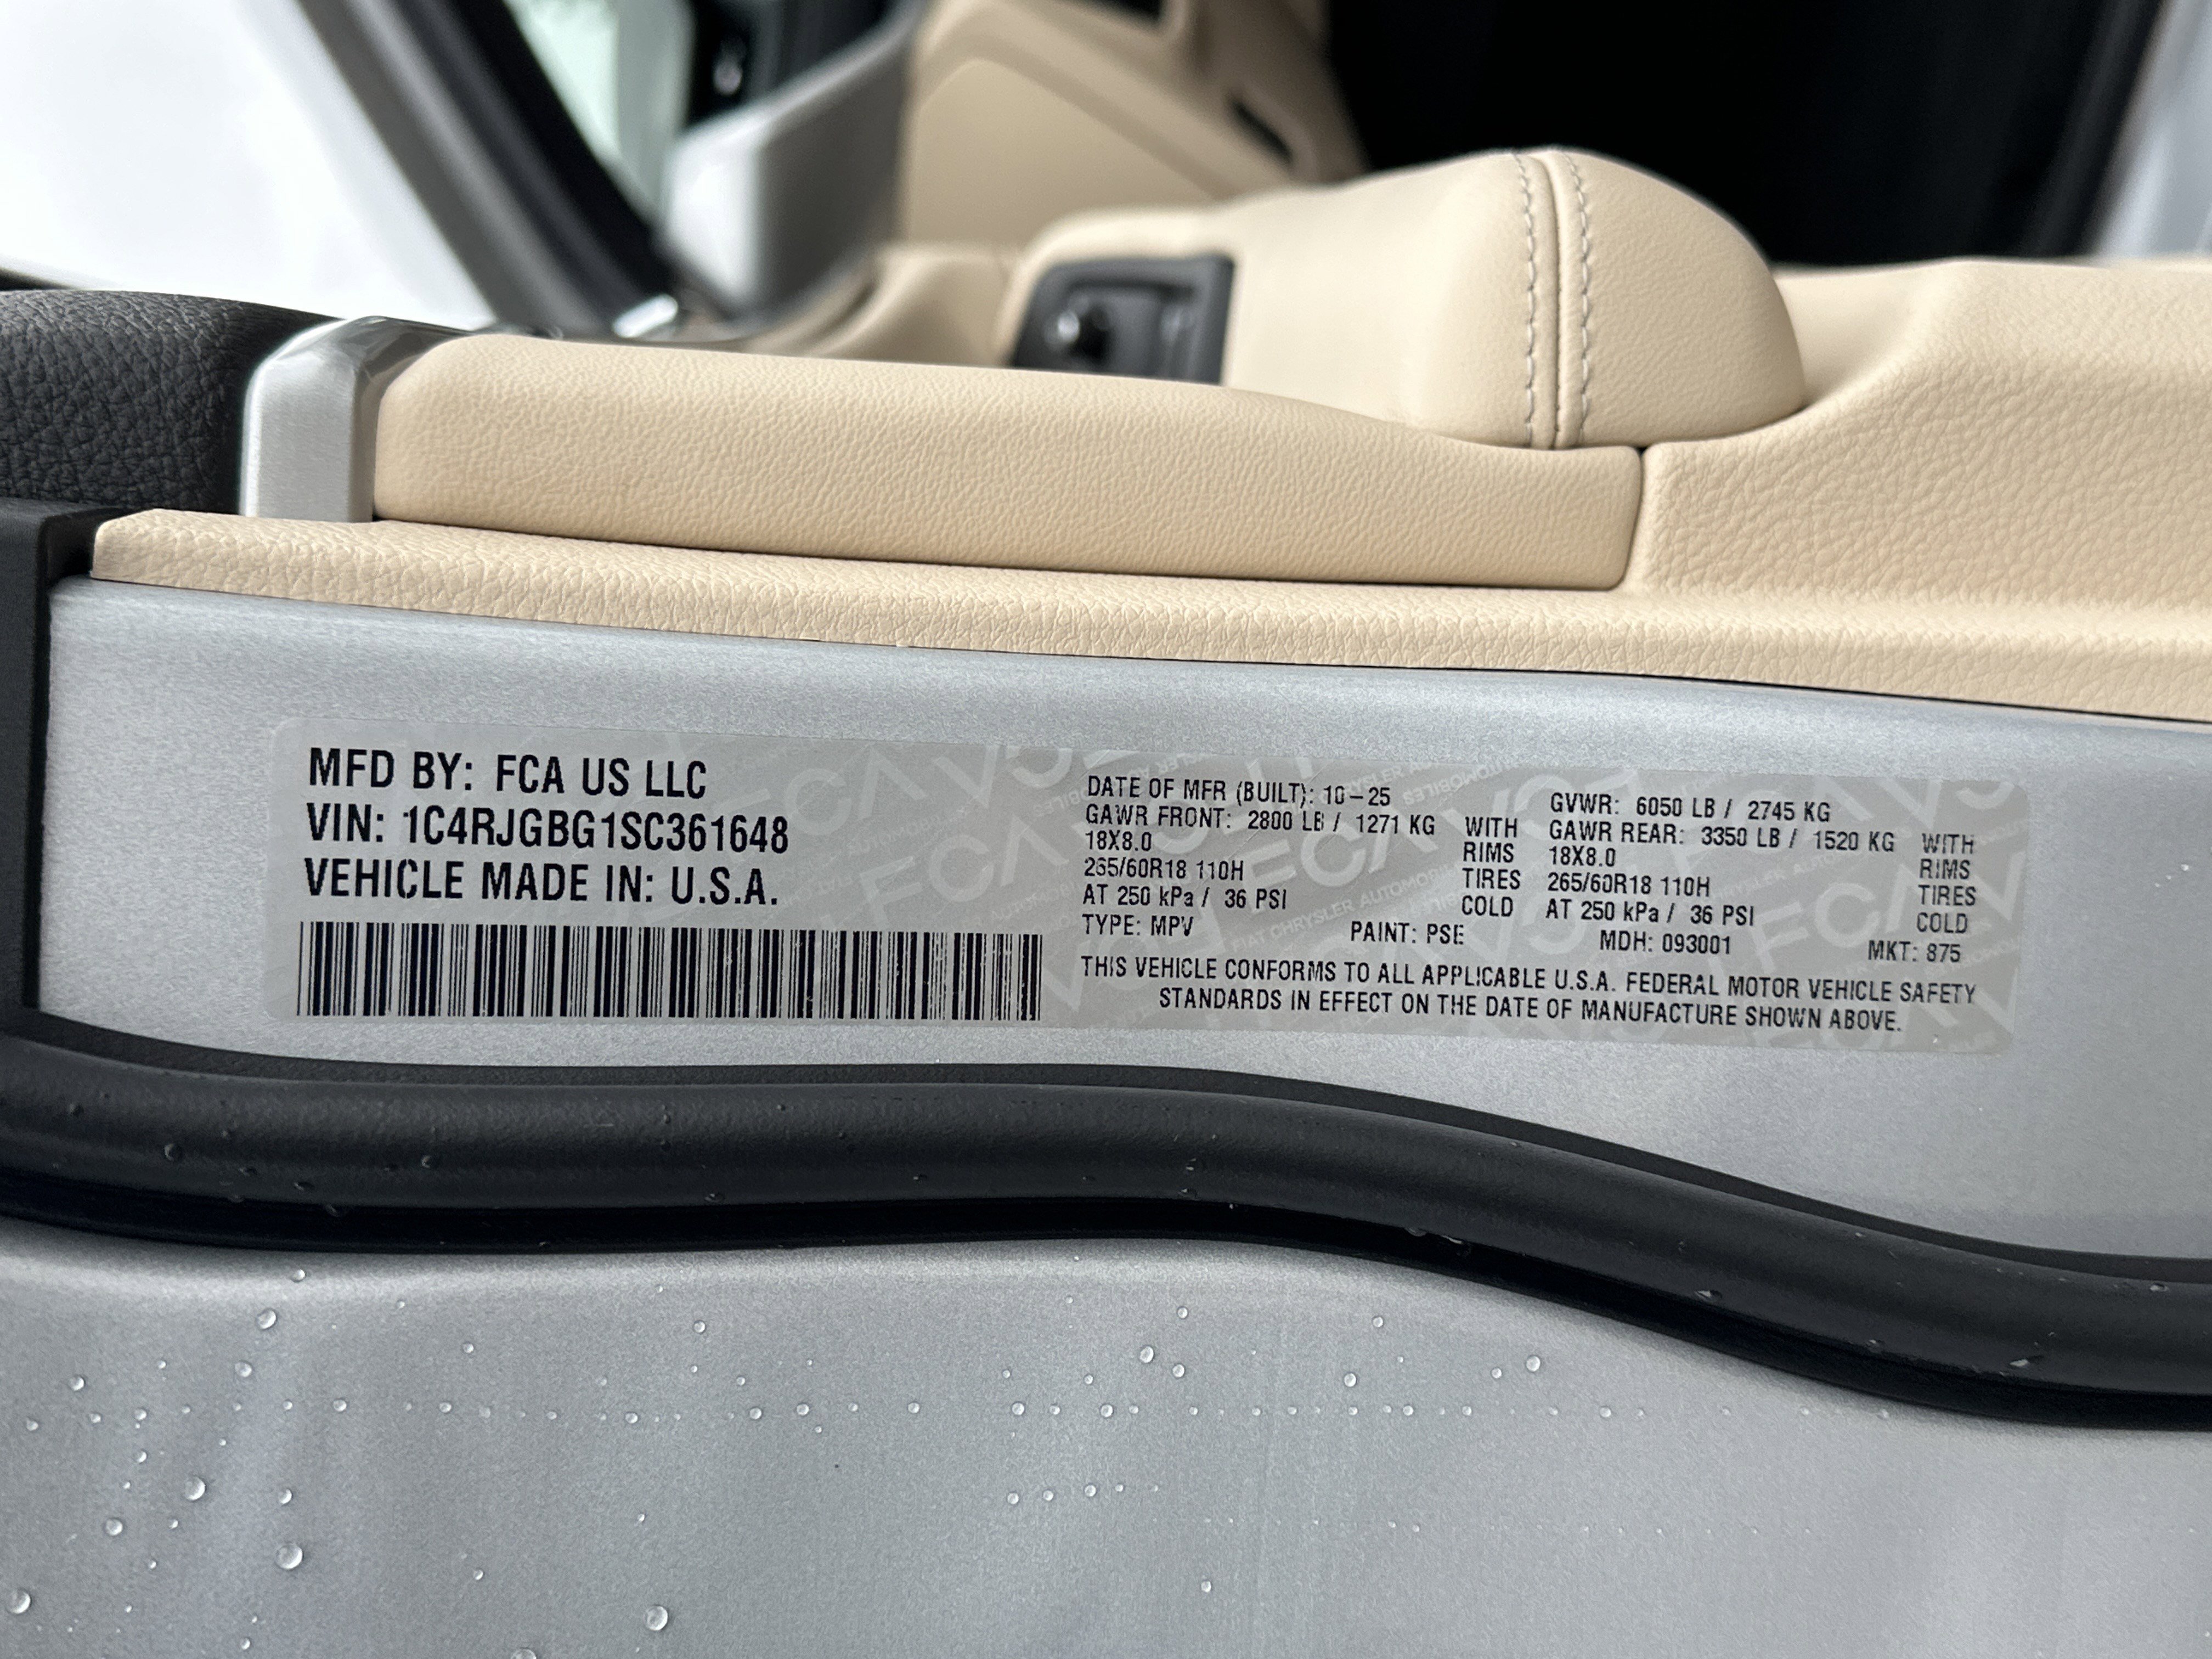 MFD BY: FCA US LLC
VIN: 1C4RJGBG1SC361648
VEHICLE MADE IN: U.S.A.
DATE OF MFR (BUILT): 10-25
GVWR: 6050 LB / 2745 KG
GAWR FRONT: 2800 LB / 1271 KG WITH
18X8.0 RIMS
265/60R18 110H TIRES
AT 250 kPa / 36 PSI COLD
GAWR REAR: 3350 LB / 1520 KG WITH
18X8.0 RIMS
265/60R18 110H TIRES
AT 250 kPa / 36 PSI COLD
TYPE: MPV PAINT: PSE MDH: 093001 MKT: 875
THIS VEHICLE CONFORMS TO ALL APPLICABLE U.S.A. FEDERAL MOTOR VEHICLE SAFETY
STANDARDS IN EFFECT ON THE DATE OF MANUFACTURE SHOWN ABOVE.